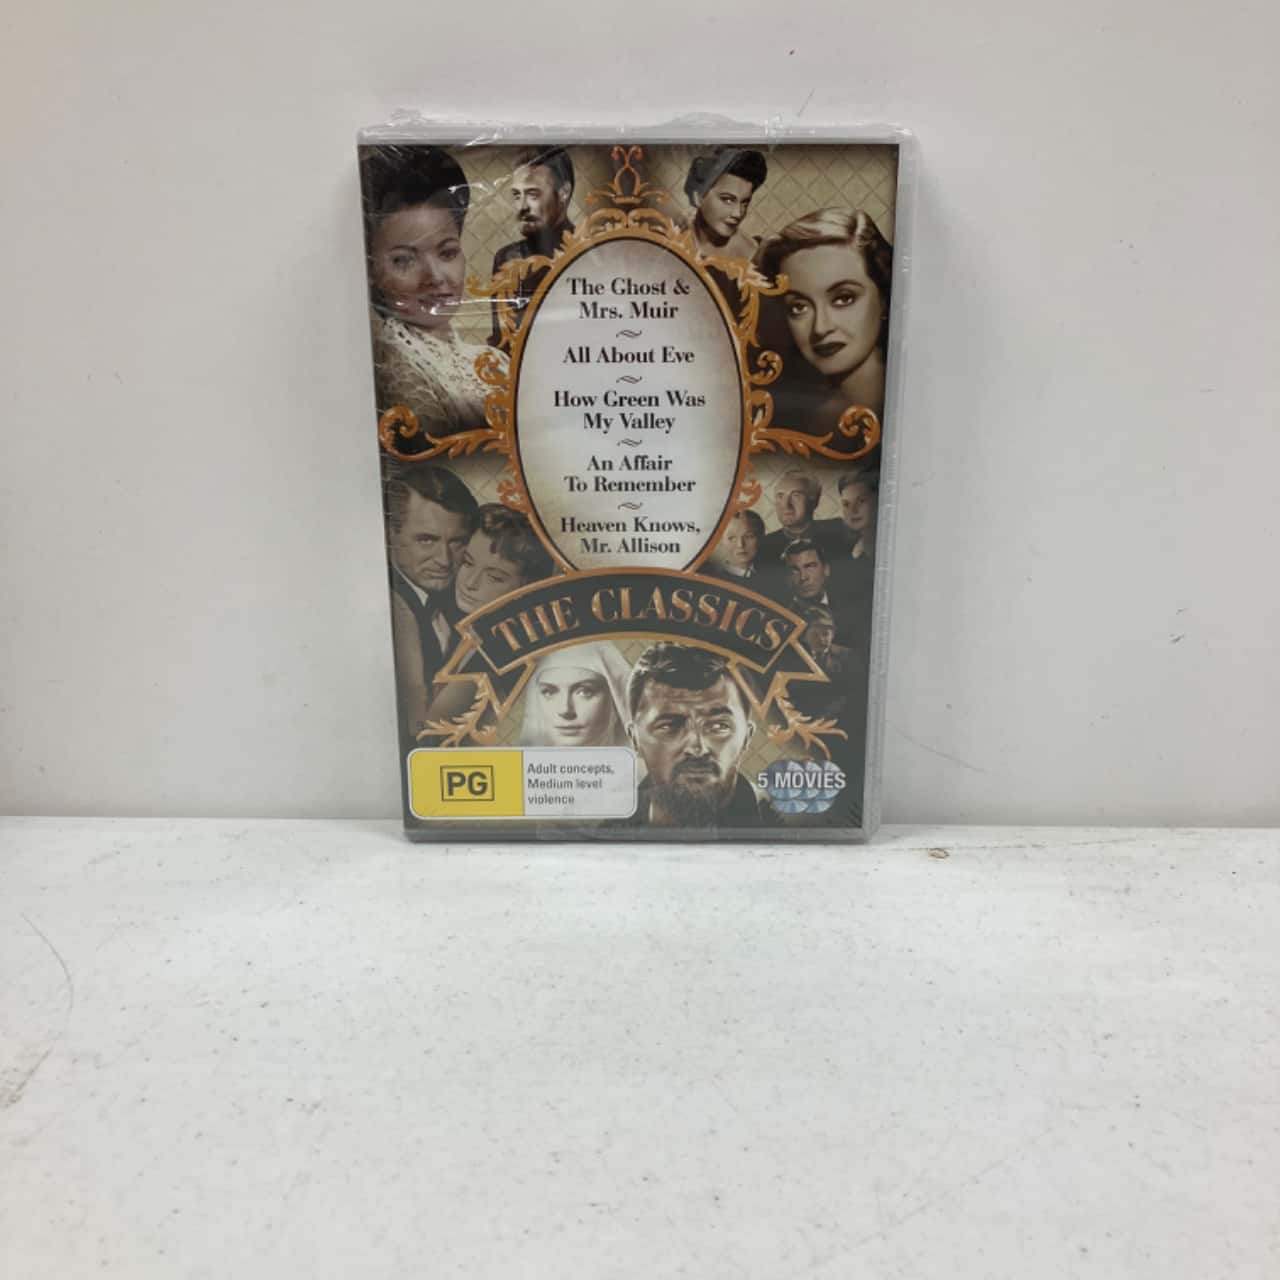 The Ghost &
Mrs. Muir
All About Eve
How Green Was
My Valley
An Affair
To Remember
Heaven Knows,
Mr. Allison
THE CLASSICS
PG
Adult concepts,
Medium level
violence
5 MOVIES